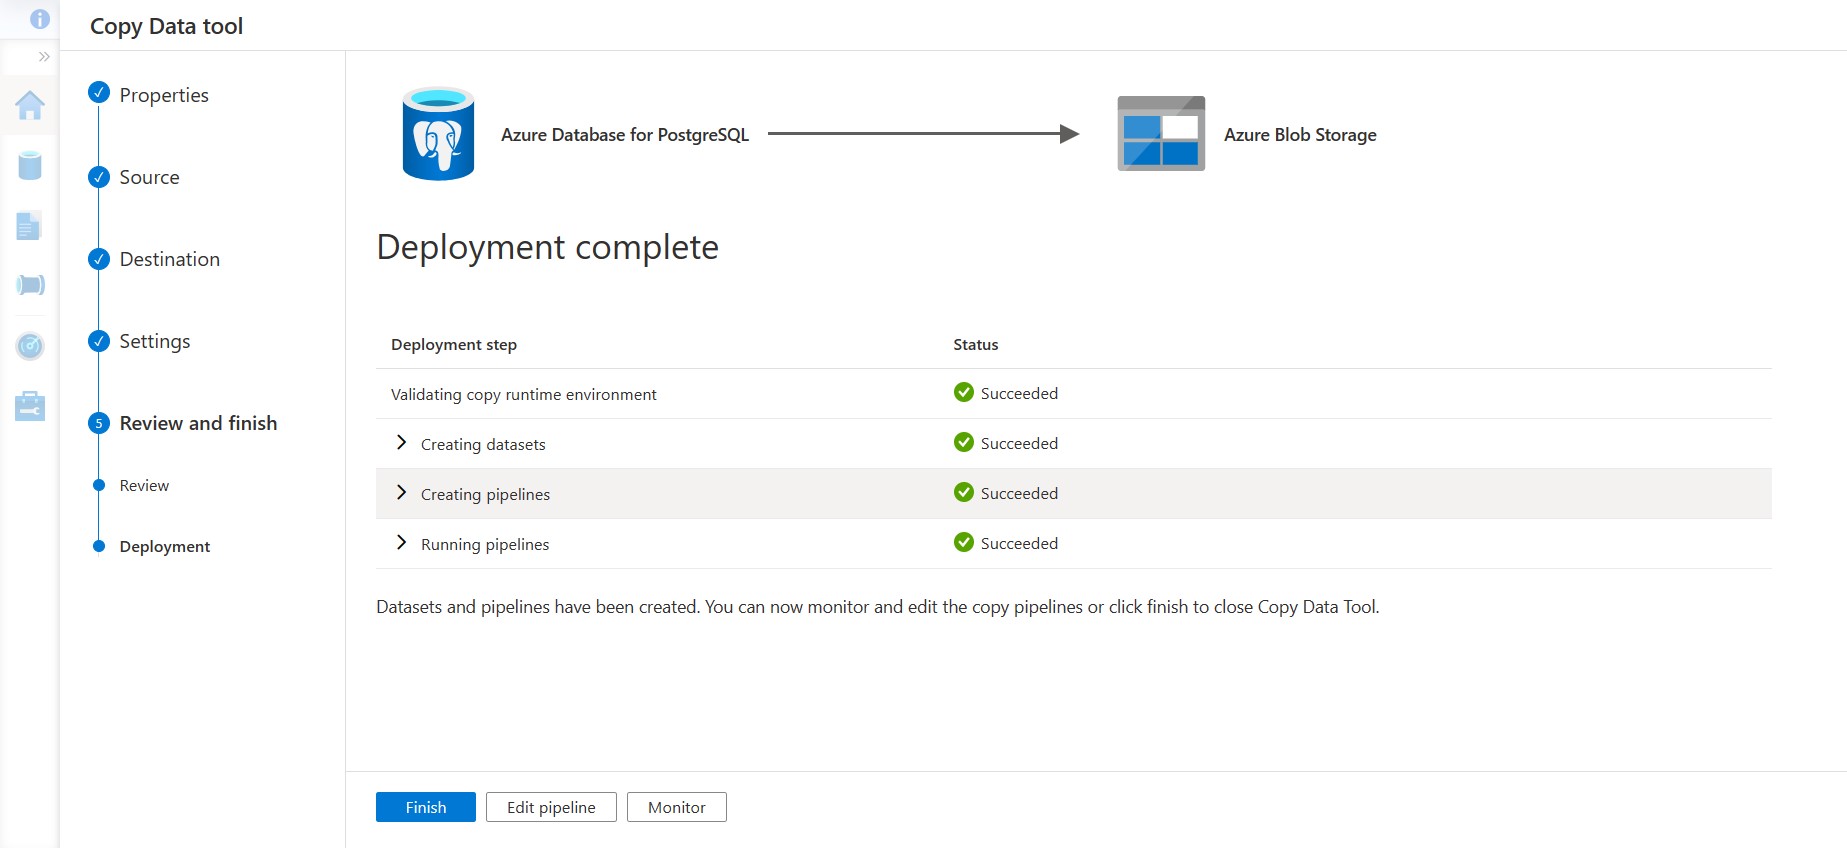 Copy Data tool
Properties
Source
Destination
Settings
5 Review and finish
Review
Deployment
Azure Database for PostgreSQL
Azure Blob Storage
Deployment complete
Deployment step Status
Validating copy runtime environment Succeeded
Creating datasets Succeeded
Creating pipelines Succeeded
Running pipelines Succeeded
Datasets and pipelines have been created. You can now monitor and edit the copy pipelines or click finish to close Copy Data Tool.
Finish Edit pipeline Monitor